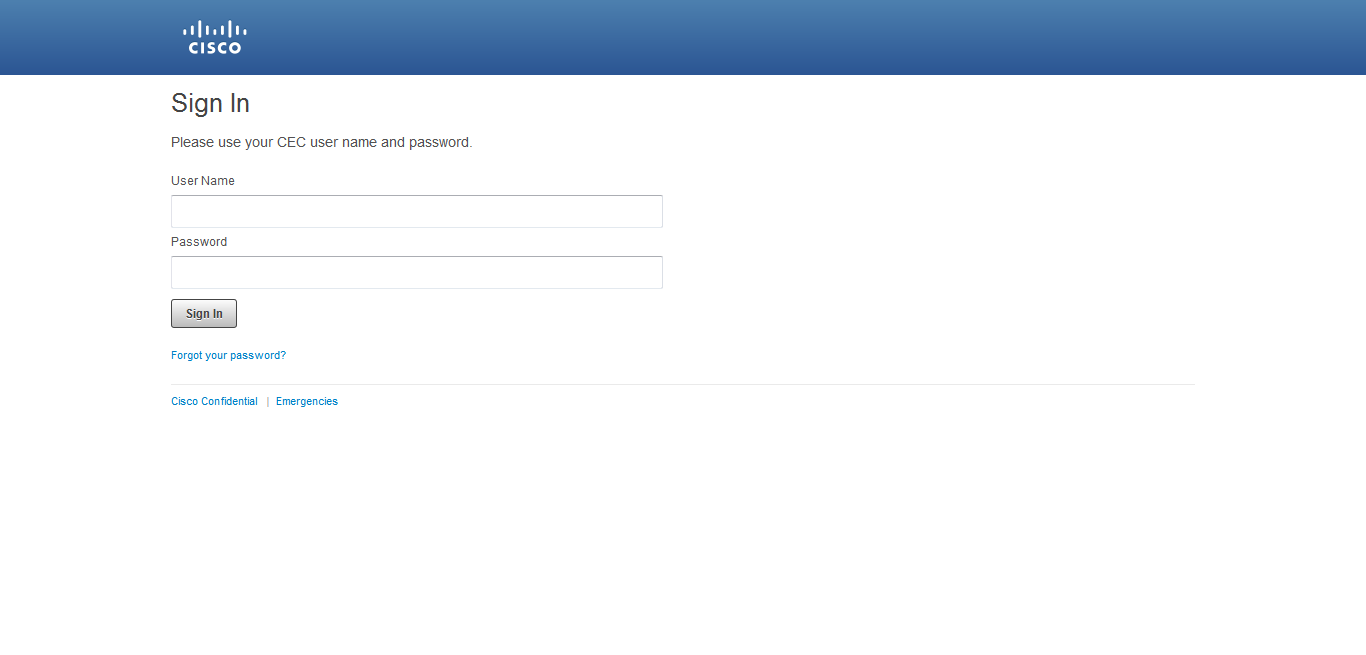 CISCO
Sign In
Please use your CEC user name and password.
User Name
Password
Sign In
Forgot your password?
Cisco Confidential | Emergencies